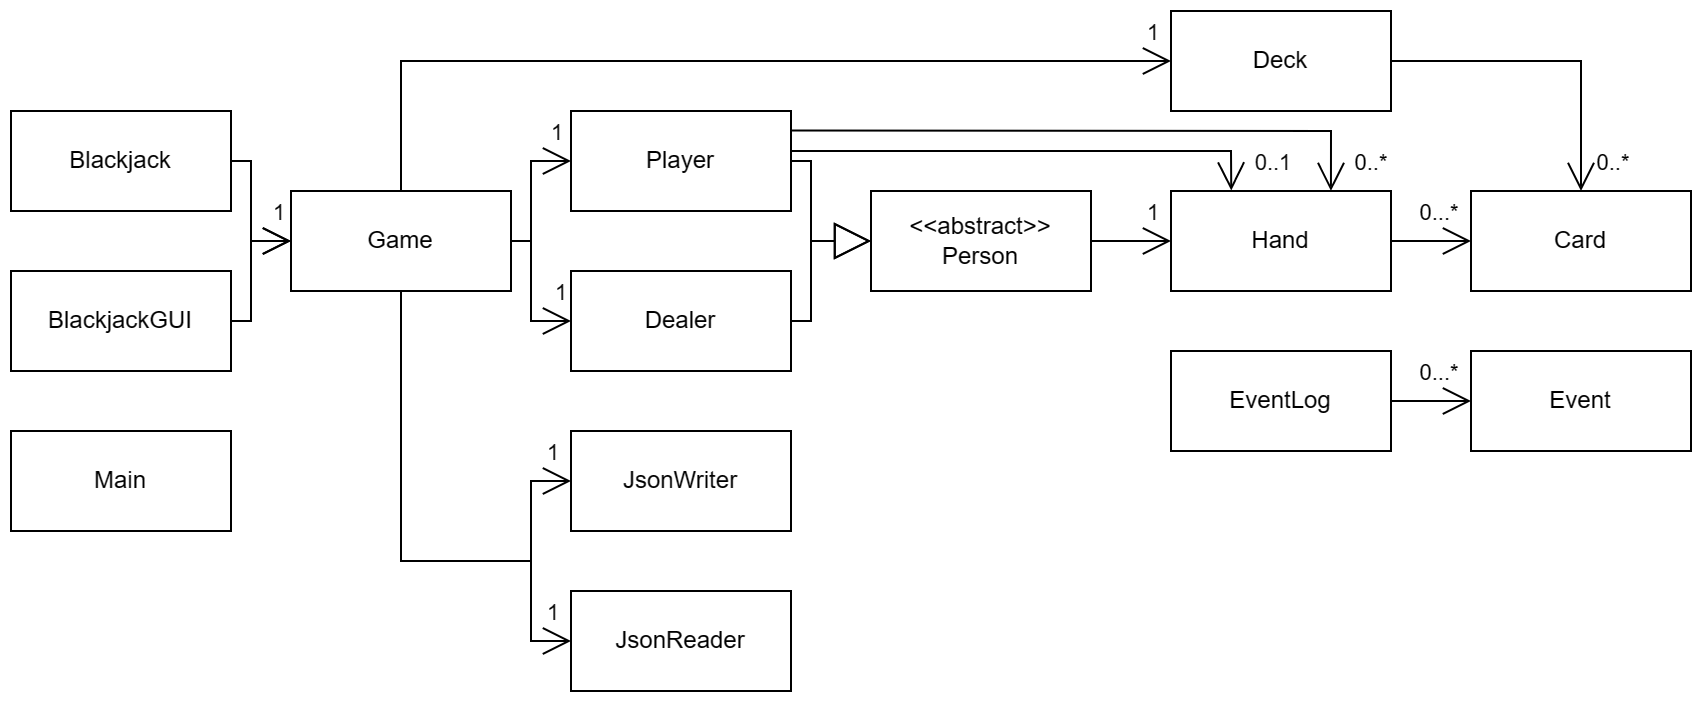 1
Deck
Blackjack
1
Player
0..1
0..*
0..*
1
Game
<<abstract>>
Person
1
Hand
0...*
Card
BlackjackGUI
1
Dealer
EventLog
0...*
Event
Main
1
JsonWriter
1
JsonReader